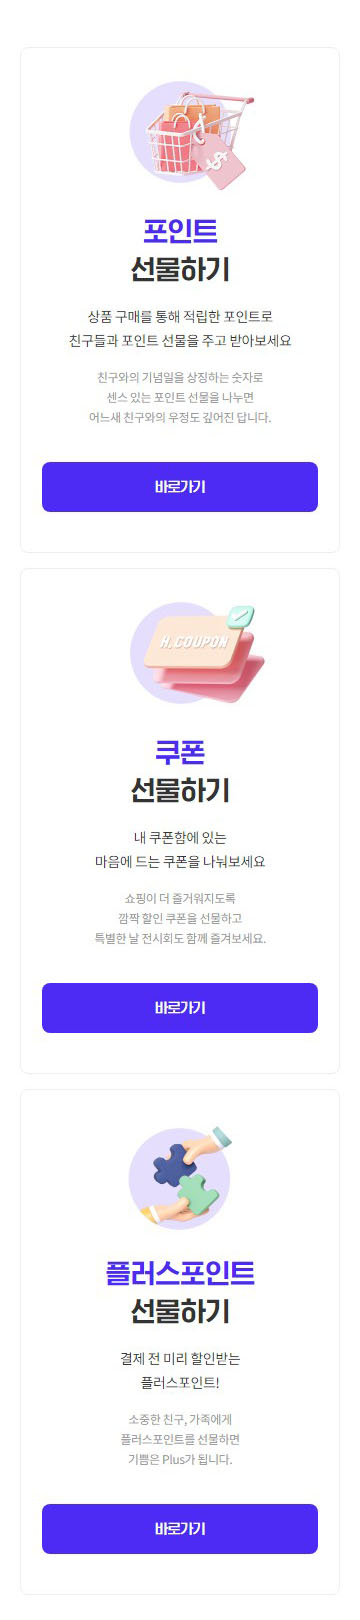 포인트
선물하기
상품 구매를 통해 적립한 포인트로
친구들과 포인트 선물을 주고 받아보세요
친구와의 기념일을 상징하는 숫자로
센스 있는 포인트 선물을 나누면
어느새 친구와의 우정도 깊어진 답니다.
바로가기
H.COUPON
쿠폰
선물하기
내 쿠폰함에 있는
마음에 드는 쿠폰을 나눠보세요
쇼핑이 더 즐거워지도록
깜짝 할인 쿠폰을 선물하고
특별한 날 전시회도 함께 즐겨보세요.
바로가기
플러스포인트
선물하기
결제 전 미리 할인받는
플러스포인트!
소중한 친구, 가족에게
플러스포인트를 선물하면
기쁨은 Plus가 됩니다.
바로가기